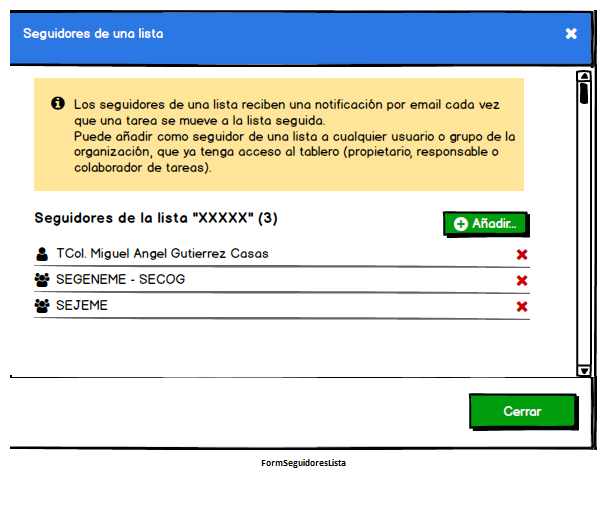 Seguidores de una lista
Los seguidores de una lista reciben una notificación por email cada vez
que una tarea se mueve a la lista seguida.
Puede añadir como seguidor de una lista a cualquier usuario o grupo de la
organización, que ya tenga acceso al tablero (propietario, responsable o
colaborador de tareas).
Seguidores de la lista "XXXXX" (3)
Añadir...
TCol. Miguel Angel Gutierrez Casas
SEGENEME - SECOG
SEJEME
Cerrar
FormSeguidoresLista